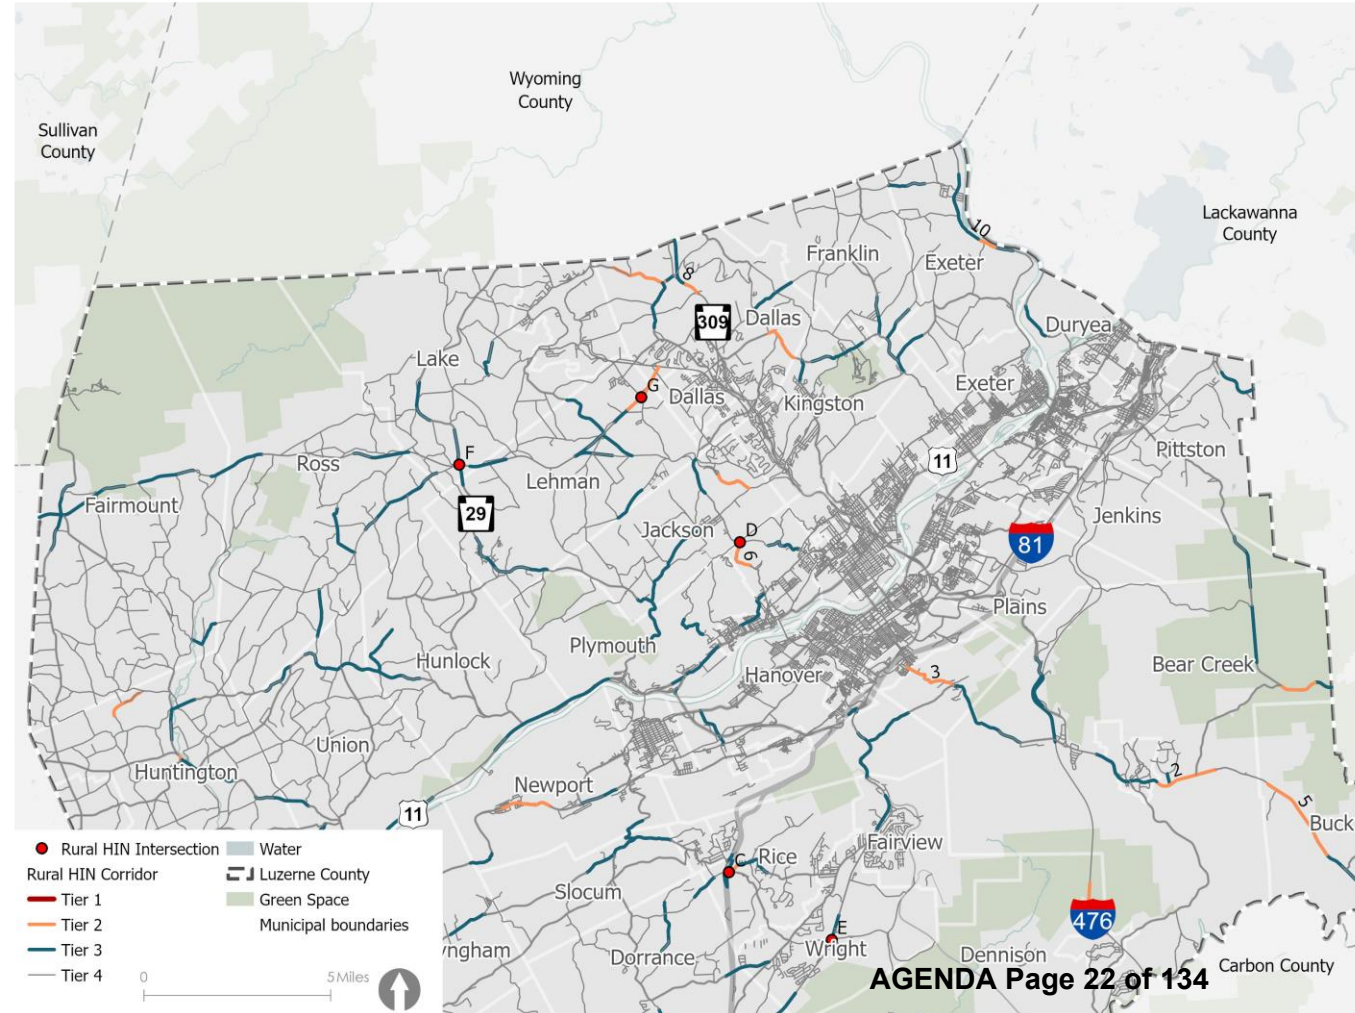 Wyoming
County
Sullivan
County
Lackawanna
County
10
Franklin
Exeter
8
309
Dallas
Duryea
Lake
G
Dallas
Exeter
Kingston
Pittston
F
Ross
11
Lehman
Fairmount
29
Jackson
D
Jenkins
81
6
Plains
Plymouth
Hunlock
Hanover
3
Bear Creek
Union
Huntington
2
Newport
5
11
Buck
Fairview
C
Rice
Slocum
476
E
yngham
Dorrance
Wright
Dennison
Carbon County
Rural HIN Intersection
Water
Rural HIN Corridor
Luzerne County
Tier 1
Green Space
Tier 2
Municipal boundaries
Tier 3
Tier 4
0
5 Miles
AGENDA Page 22 of 134